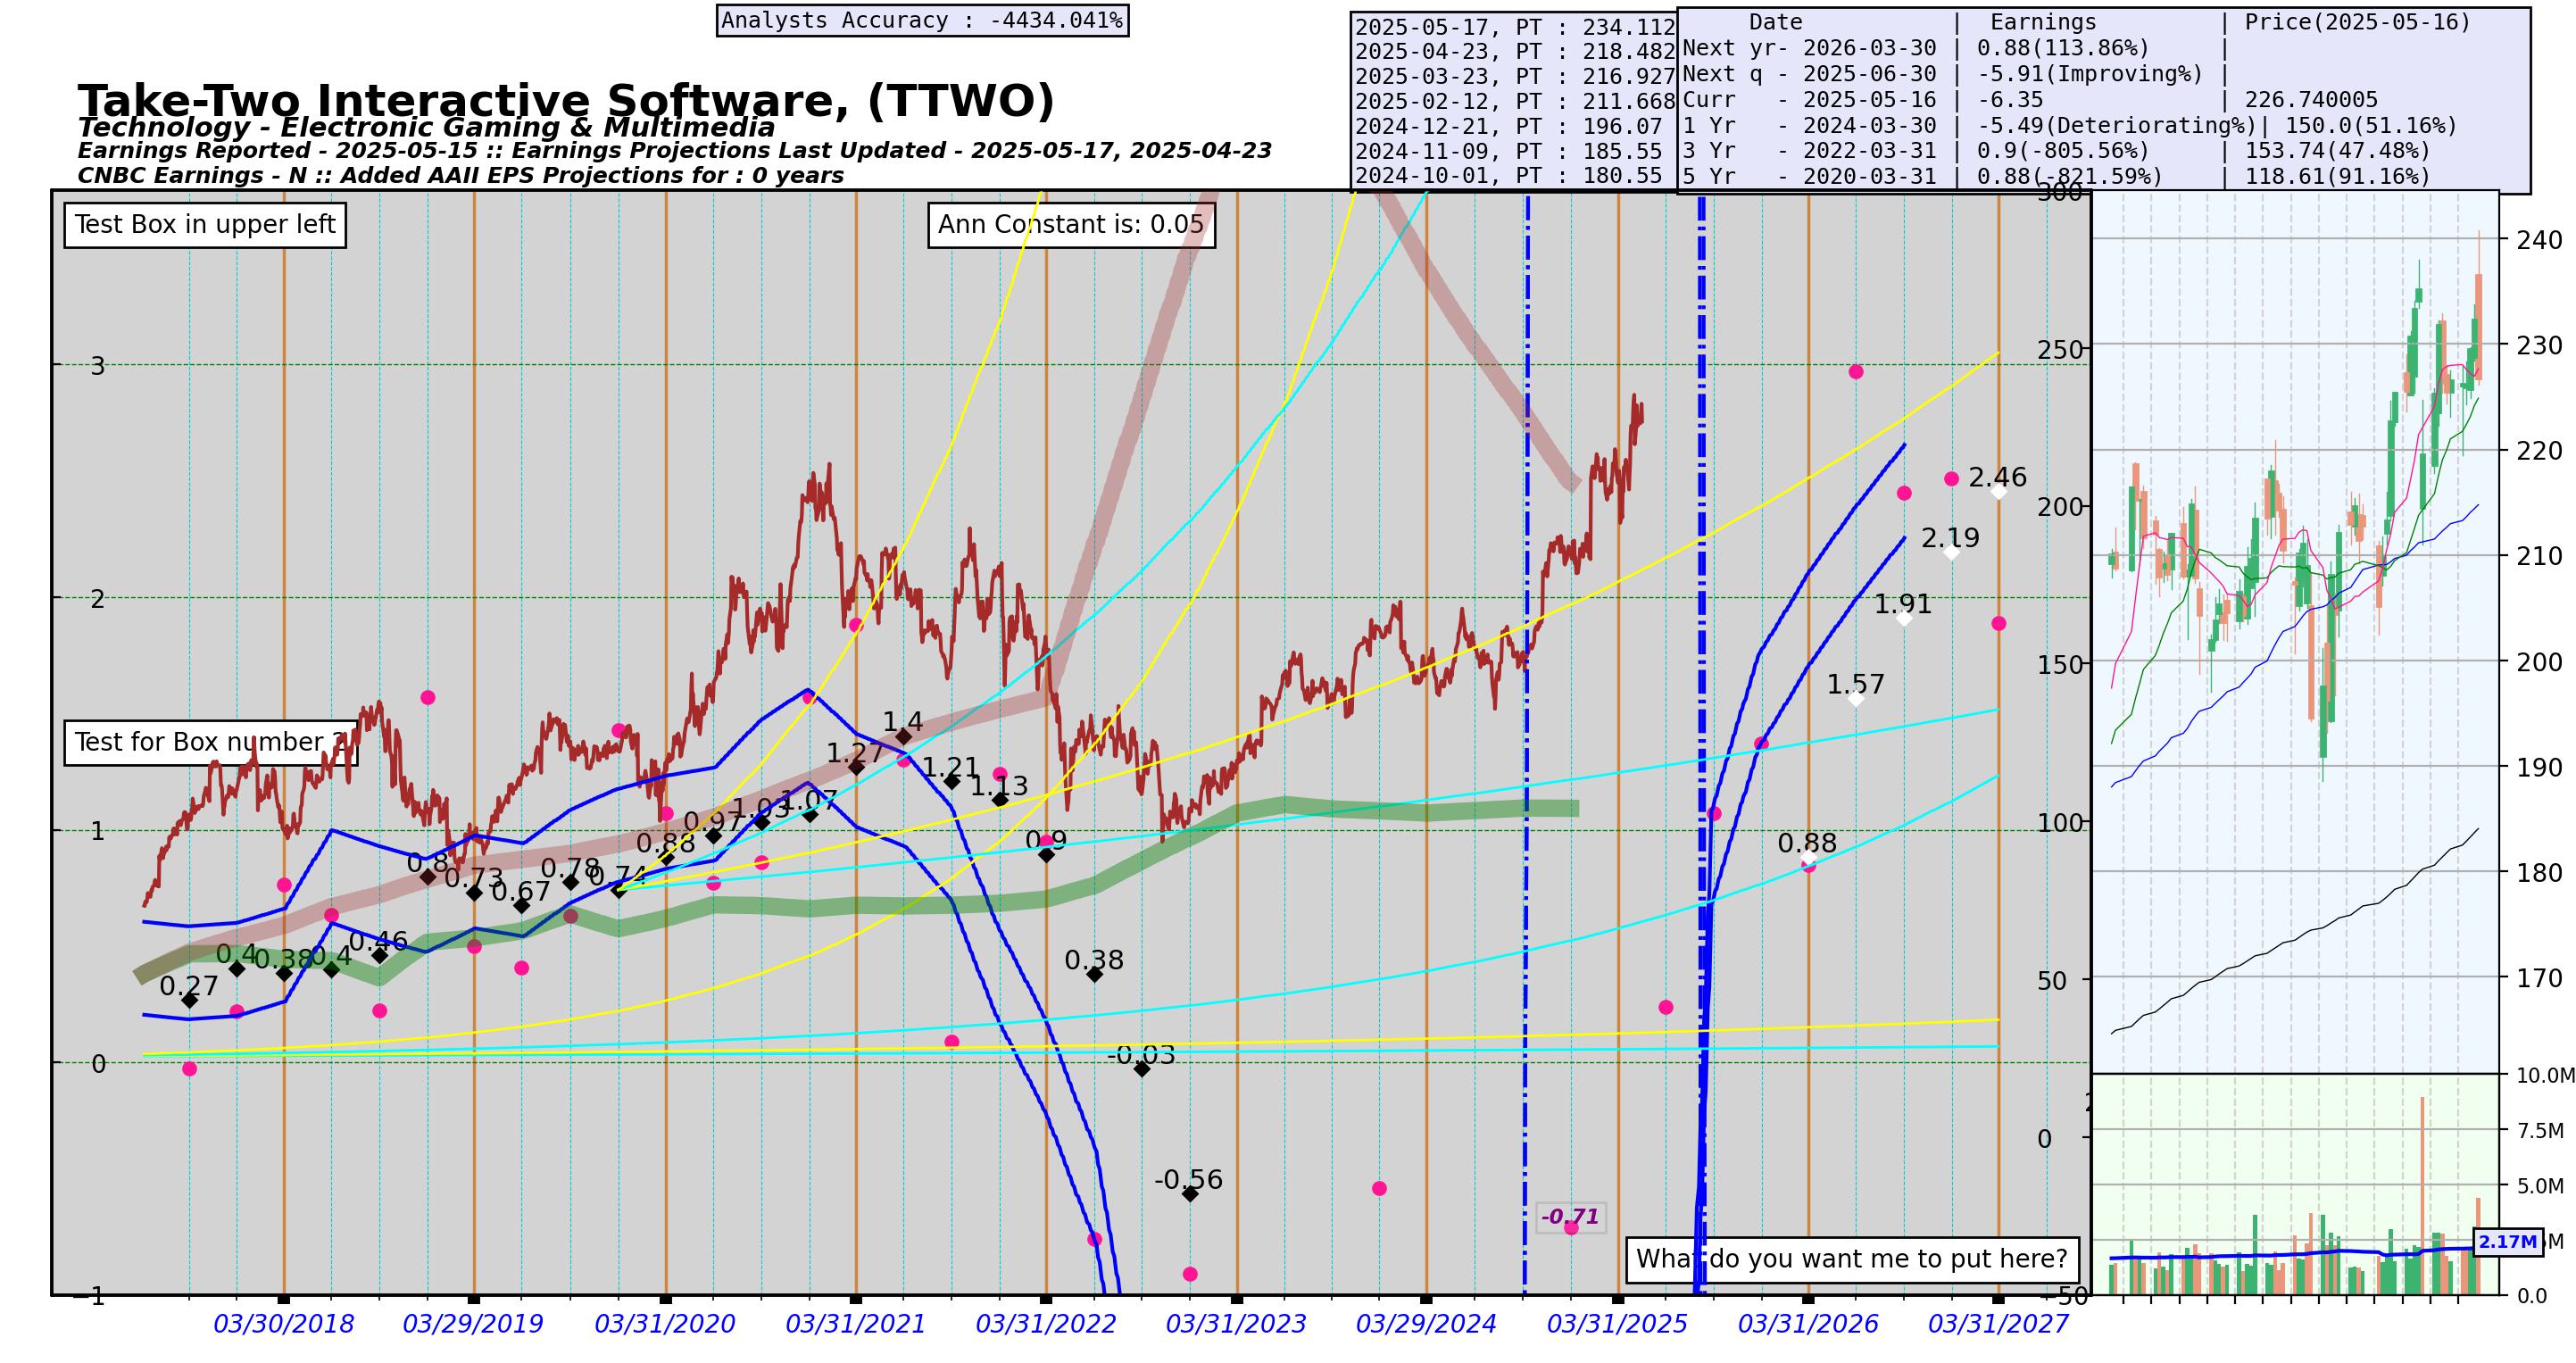 Analysts Accuracy : -4434.041%
2025-05-17, PT : 234.112
2025-04-23, PT : 218.482
2025-03-23, PT : 216.927
2025-02-12, PT : 211.668
2024-12-21, PT : 196.07
2024-11-09, PT : 185.55
2024-10-01, PT : 180.55
Date | Earnings | Price(2025-05-16)
Next yr- 2026-03-30 | 0.88(113.86%) |
Next q - 2025-06-30 | -5.91(Improving%) |
Curr - 2025-05-16 | -6.35 | 226.740005
1 Yr - 2024-03-30 | -5.49(Deteriorating%)| 150.0(51.16%)
3 Yr - 2022-03-31 | 0.9(-805.56%) | 153.74(47.48%)
5 Yr - 2020-03-31 | 0.88(-821.59%) | 118.61(91.16%)
Take-Two Interactive Software, (TTWO)
Technology - Electronic Gaming & Multimedia
Earnings Reported - 2025-05-15 :: Earnings Projections Last Updated - 2025-05-17, 2025-04-23
CNBC Earnings - N :: Added AAII EPS Projections for : 0 years
Test Box in upper left
Ann Constant is: 0.05
Test for Box number 2
What do you want me to put here?
3
2
1
0
−1
0.27
0.4
0.38
0.4
0.46
0.8
0.73
0.67
0.78
0.74
0.88
0.97
1.03
1.07
1.27
1.4
1.21
1.13
0.9
0.38
-0.03
-0.56
-0.71
0.88
1.57
1.91
2.19
2.46
300
250
200
150
100
50
0
−50
240
230
220
210
200
190
180
170
10.0M
7.5M
5.0M
2.17M
0.0
03/30/2018
03/29/2019
03/31/2020
03/31/2021
03/31/2022
03/31/2023
03/29/2024
03/31/2025
03/31/2026
03/31/2027